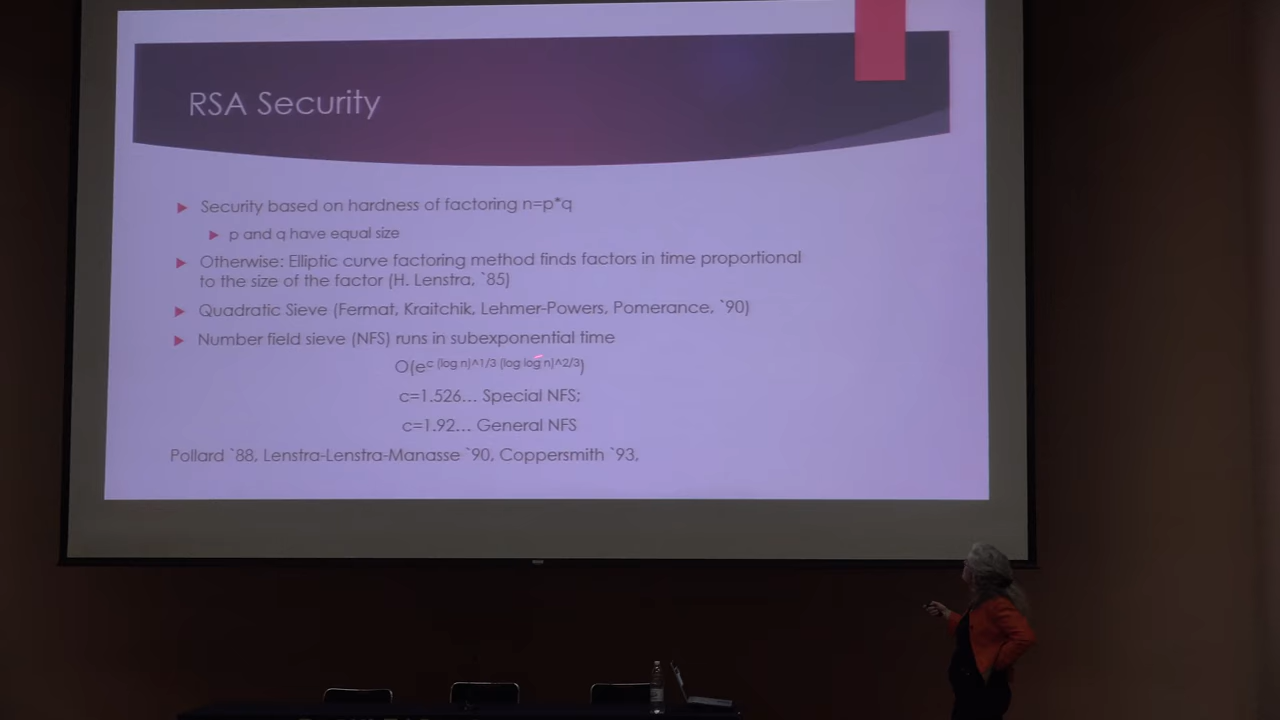 RSA Security
Security based on hardness of factoring n=p*q
p and q have equal size
Otherwise: Elliptic curve factoring method finds factors in time proportional
to the size of the factor (H. Lenstra, `85)
Quadratic Sieve (Fermat, Kraitchik, Lehmer-Powers, Pomerance, `90)
Number field sieve (NFS) runs in subexponential time
O(e^c (log n)^1/3 (log log n)^2/3)
c=1.526... Special NFS;
c=1.92... General NFS
Pollard `88, Lenstra-Lenstra-Manasse `90, Coppersmith `93,